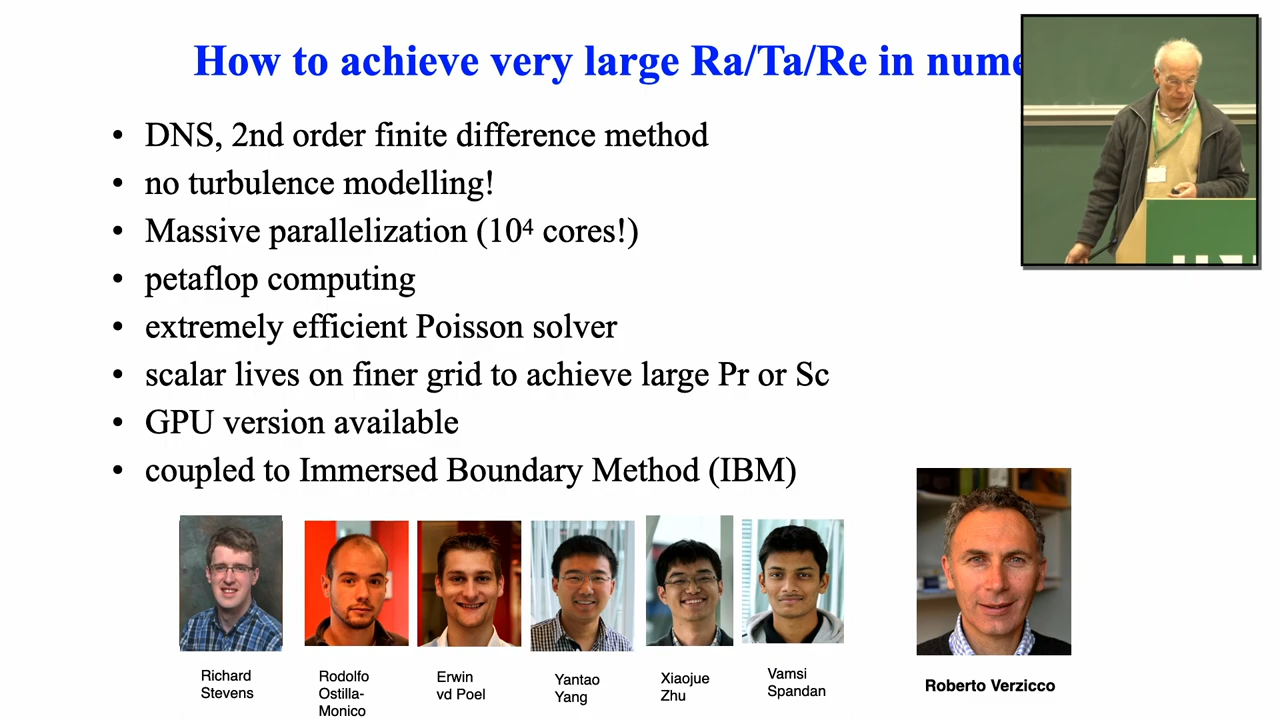 How to achieve very large Ra/Ta/Re in nume
• DNS, 2nd order finite difference method
• no turbulence modelling!
• Massive parallelization (10⁴ cores!)
• petaflop computing
• extremely efficient Poisson solver
• scalar lives on finer grid to achieve large Pr or Sc
• GPU version available
• coupled to Immersed Boundary Method (IBM)
Richard
Stevens
Rodolfo
Ostilla-
Monico
Erwin
vd Poel
Yantao
Yang
Xiaojue
Zhu
Vamsi
Spandan
Roberto Verzicco